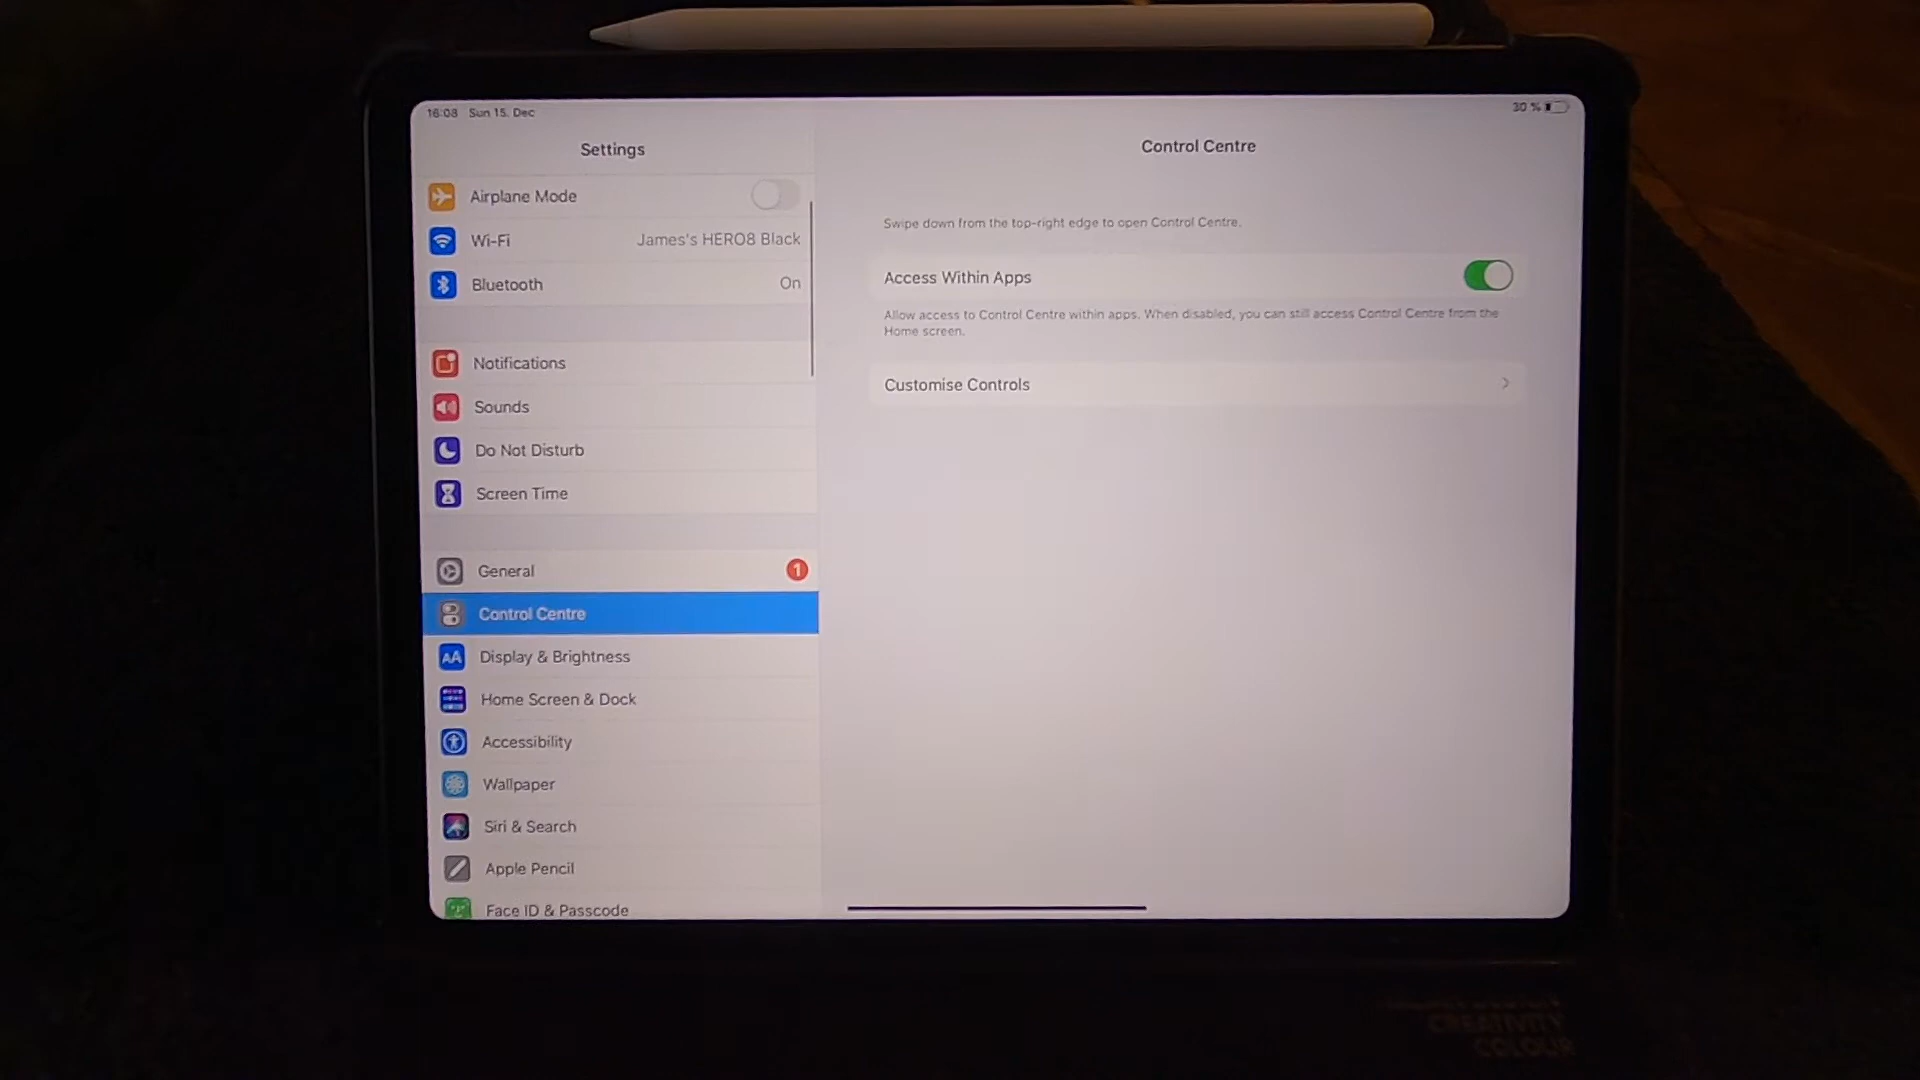 16:08 Sun 15. Dec
30 %
Settings
Airplane Mode
Wi-Fi James's HERO8 Black
Bluetooth On
Notifications
Sounds
Do Not Disturb
Screen Time
General 1
Control Centre
AA Display & Brightness
Home Screen & Dock
Accessibility
Wallpaper
Siri & Search
Apple Pencil
Face ID & Passcode
Control Centre
Swipe down from the top-right edge to open Control Centre.
Access Within Apps
Allow access to Control Centre within apps. When disabled, you can still access Control Centre from the
Home screen.
Customise Controls
CREATIVITY
COLOUR